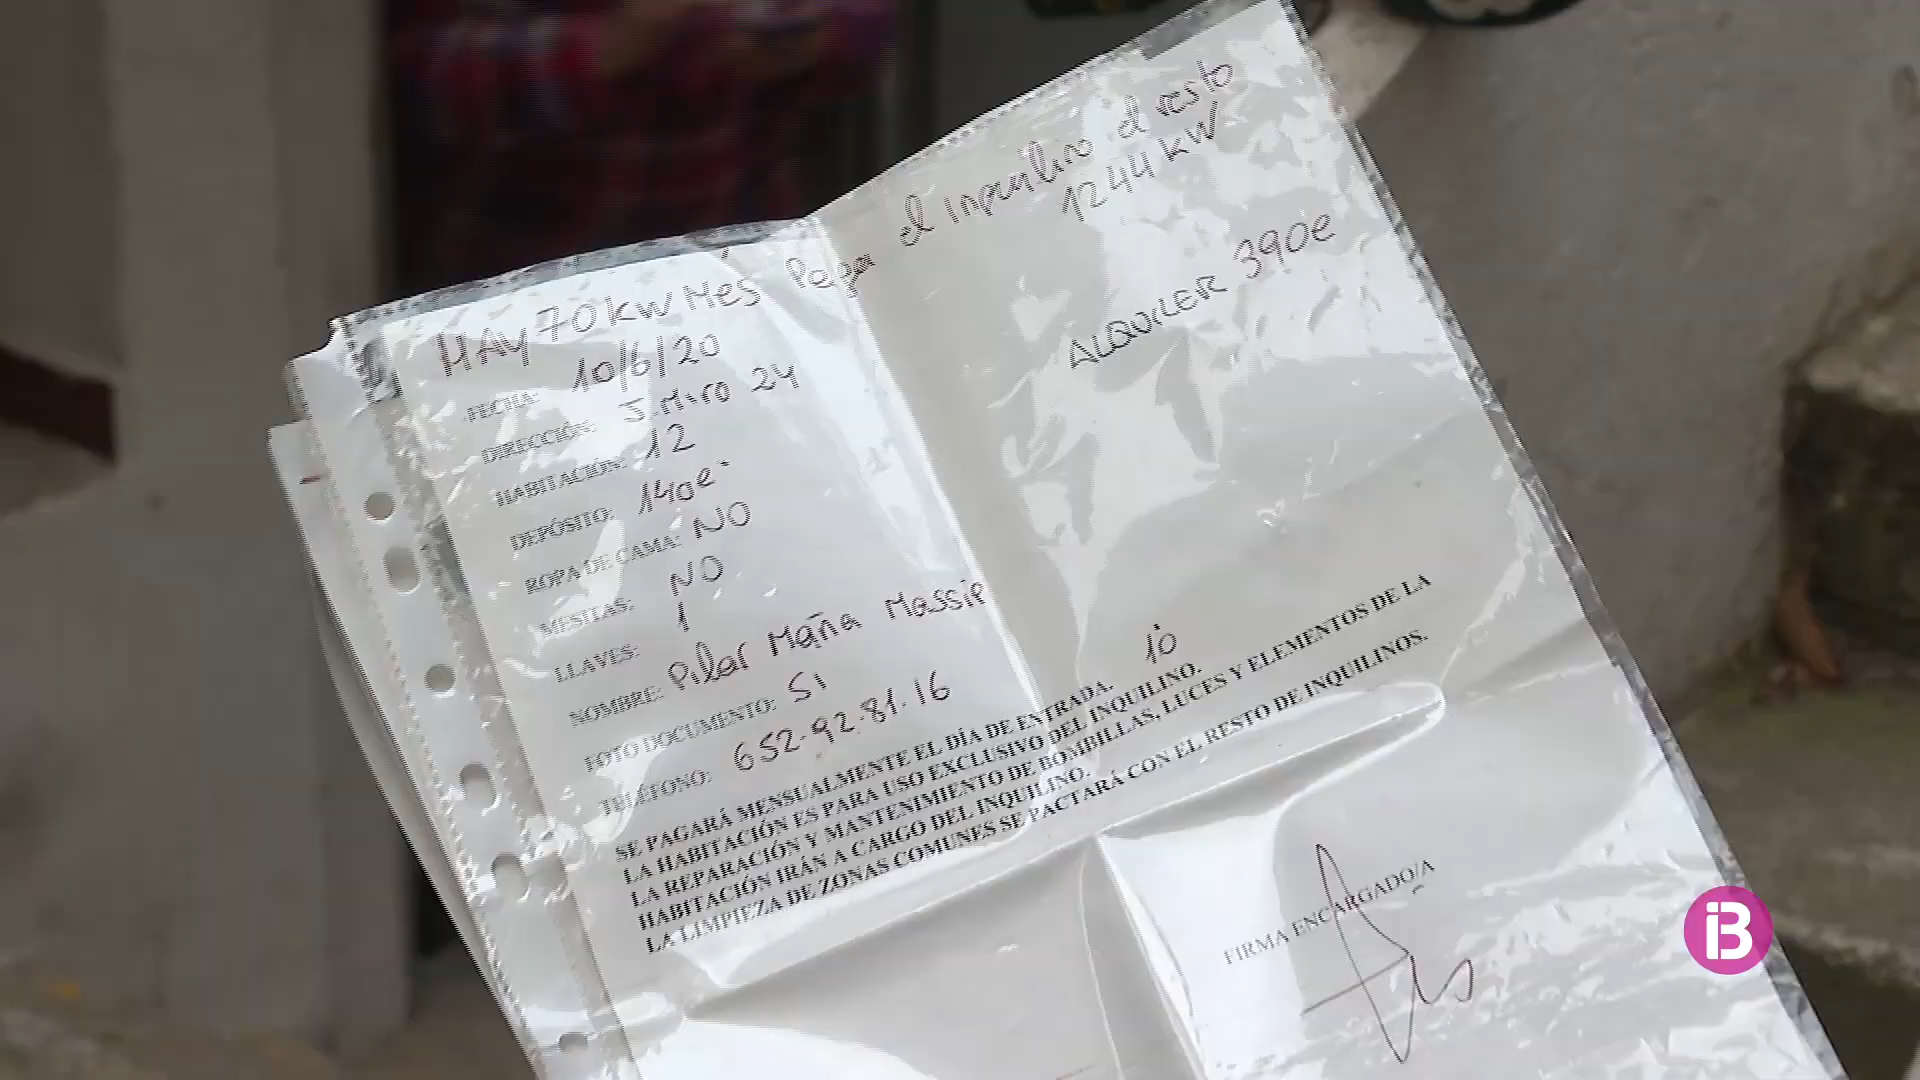 HAY 70 KW Més Paga el inquilino el resto
1244 KW
ALQUILER 390e
FECHA: 10/6/20
DIRECCIÓN: J.Miro 24
HABITACIÓN: 12
DEPÓSITO: 140e
ROPA DE CAMA: NO
MESITAS: NO
LLAVES: 1
NOMBRE: Pilar Maña Massip
FOTO DOCUMENTO: SI
TELÉFONO: 652-92-81-16
SE PAGARÁ MENSUALMENTE EL DÍA DE ENTRADA. 10
LA HABITACIÓN ES PARA USO EXCLUSIVO DEL INQUILINO.
LA REPARACIÓN Y MANTENIMIENTO DE BOMBILLAS, LUCES Y ELEMENTOS DE LA
HABITACIÓN IRÁN A CARGO DEL INQUILINO.
LA LIMPIEZA DE ZONAS COMUNES SE PACTARÁ CON EL RESTO DE INQUILINOS.
FIRMA ENCARGADO/A
IB